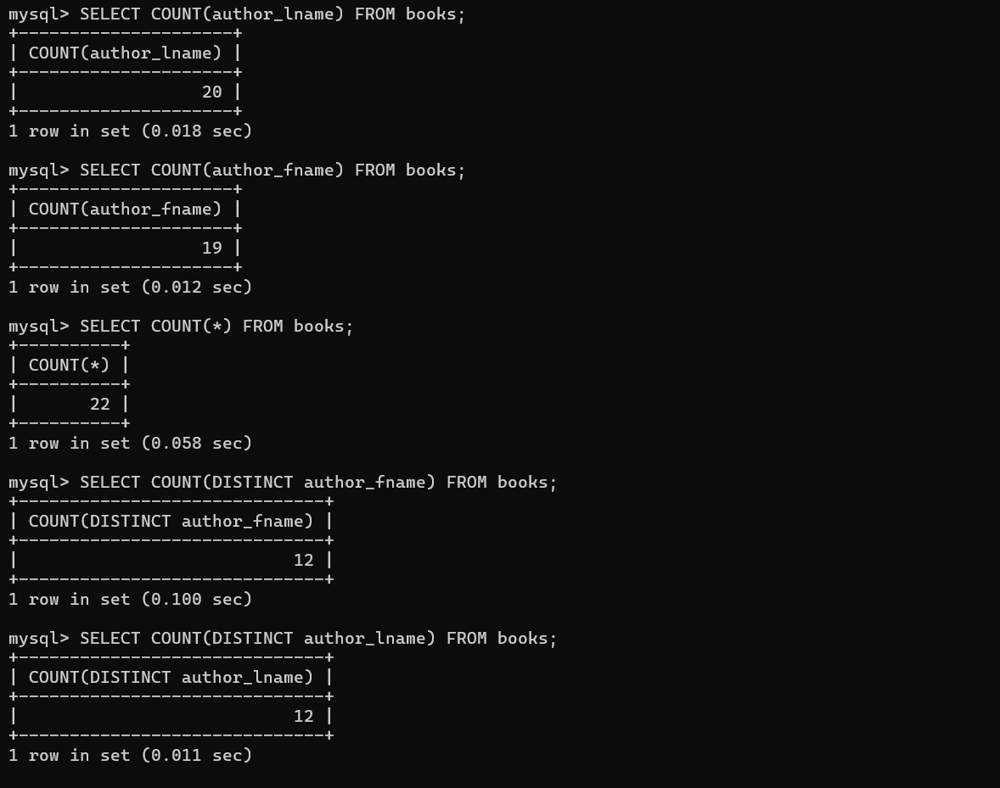 mysql> SELECT COUNT(author_lname) FROM books;
+---------------------+
| COUNT(author_lname) |
+---------------------+
|                  20 |
+---------------------+
1 row in set (0.018 sec)

mysql> SELECT COUNT(author_fname) FROM books;
+---------------------+
| COUNT(author_fname) |
+---------------------+
|                  19 |
+---------------------+
1 row in set (0.012 sec)

mysql> SELECT COUNT(*) FROM books;
+----------+
| COUNT(*) |
+----------+
|       22 |
+----------+
1 row in set (0.058 sec)

mysql> SELECT COUNT(DISTINCT author_fname) FROM books;
+------------------------------+
| COUNT(DISTINCT author_fname) |
+------------------------------+
|                           12 |
+------------------------------+
1 row in set (0.100 sec)

mysql> SELECT COUNT(DISTINCT author_lname) FROM books;
+------------------------------+
| COUNT(DISTINCT author_lname) |
+------------------------------+
|                           12 |
+------------------------------+
1 row in set (0.011 sec)